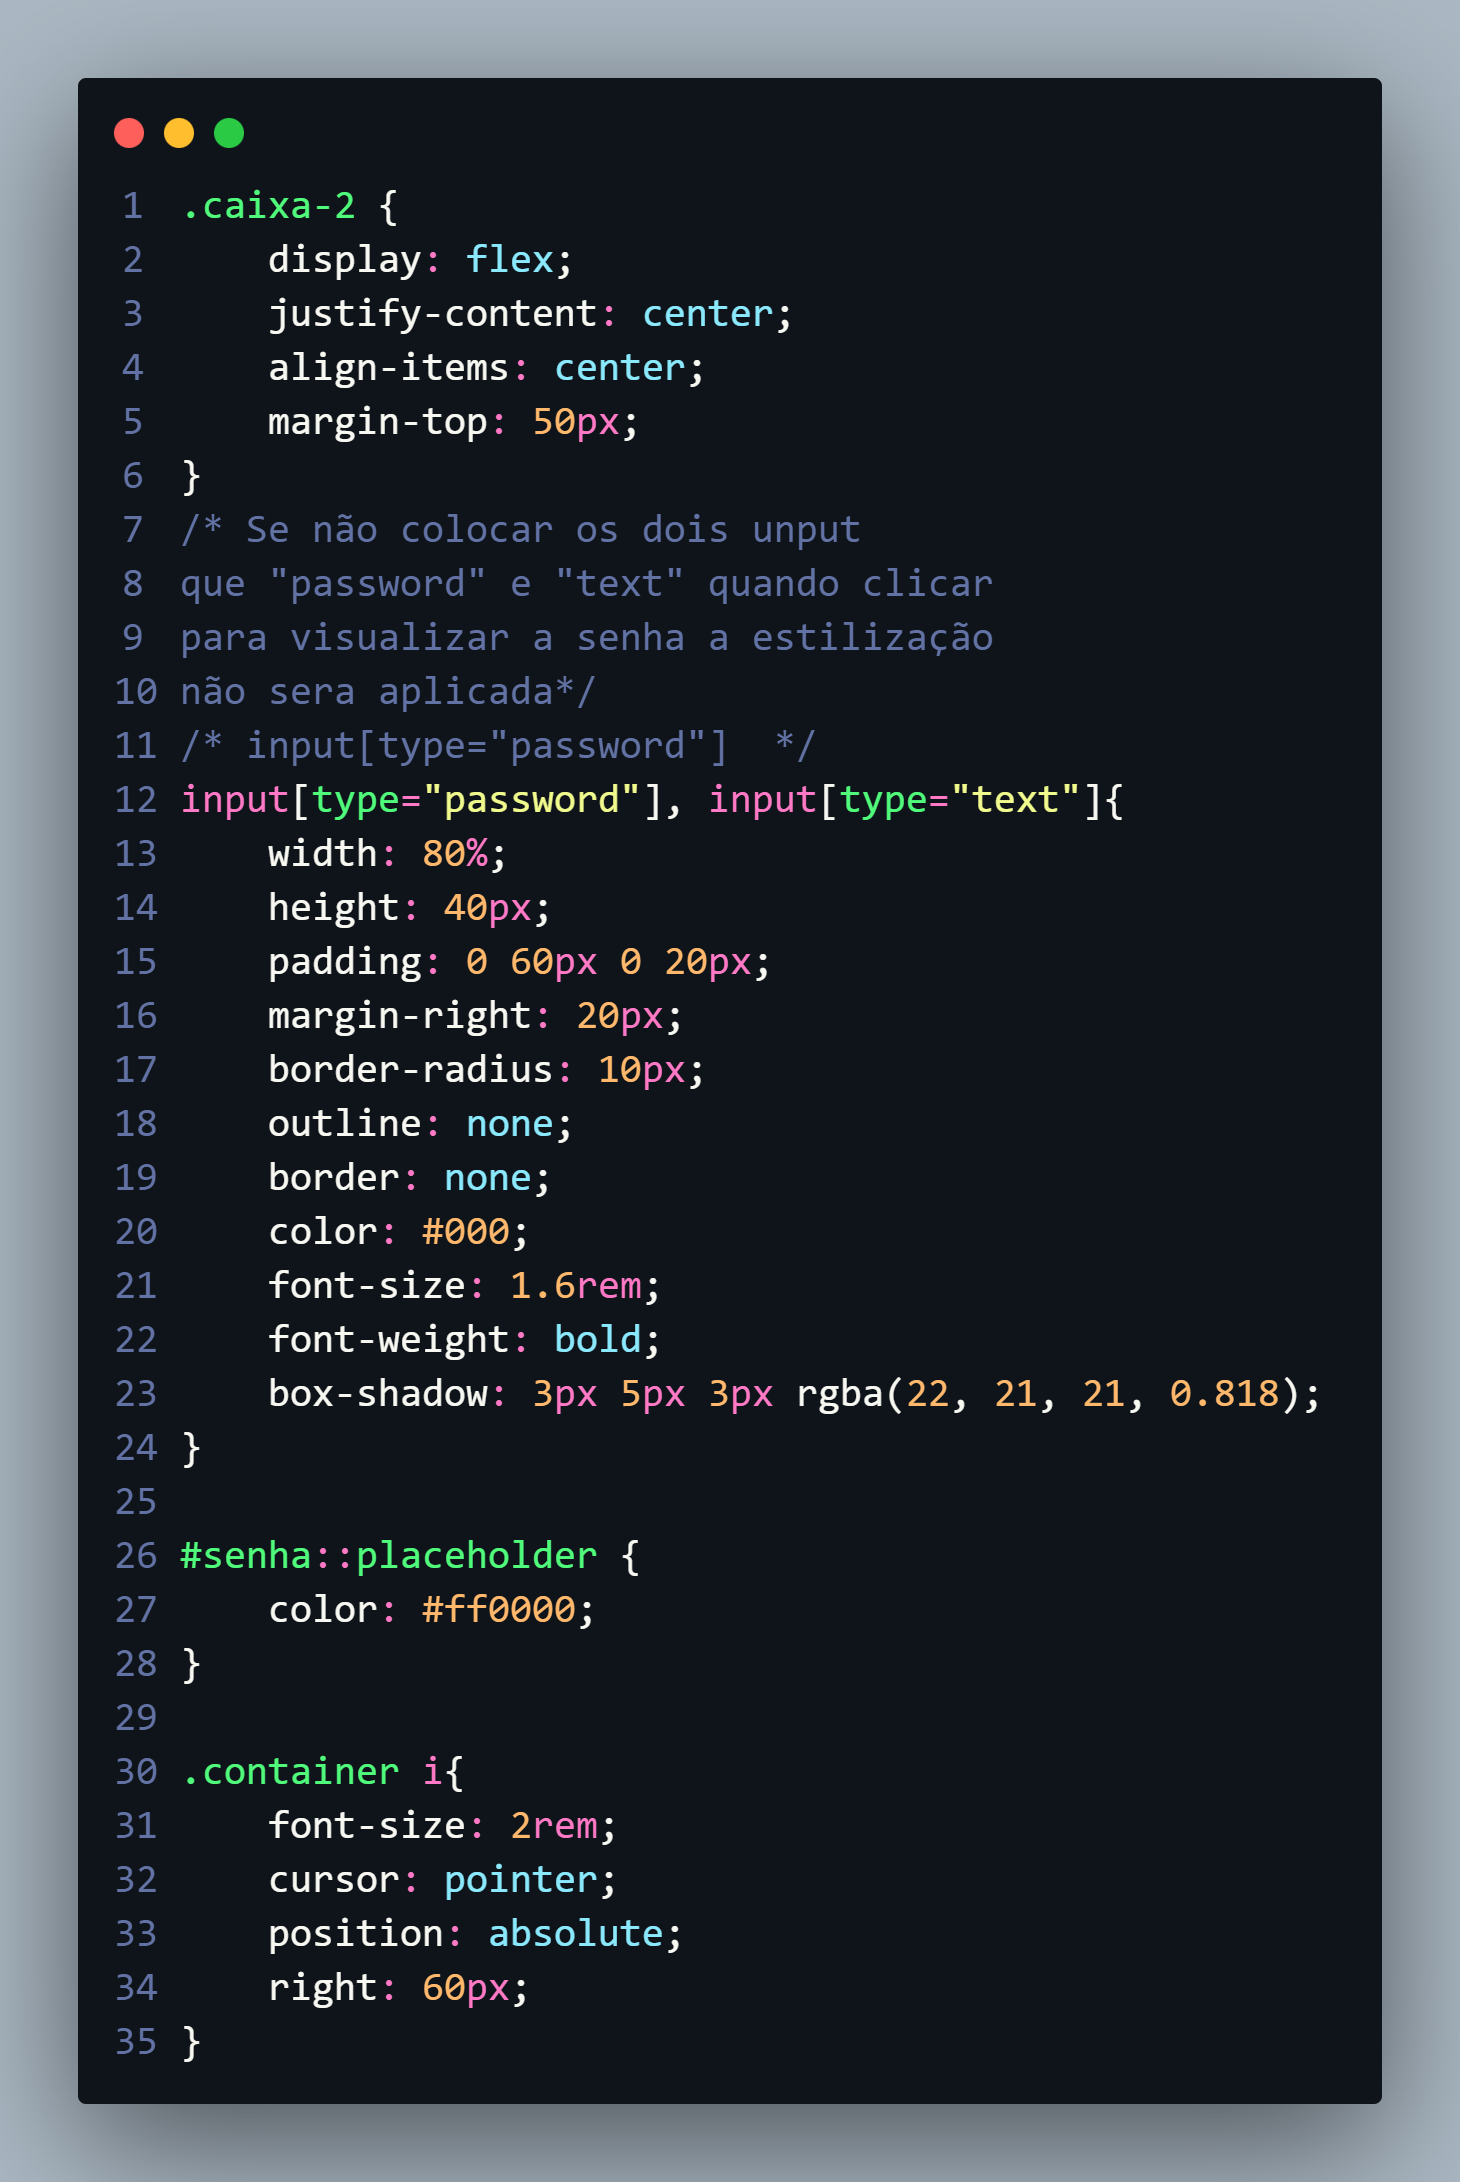 1 .caixa-2 {
2     display: flex;
3     justify-content: center;
4     align-items: center;
5     margin-top: 50px;
6 }
7 /* Se não colocar os dois unput
8 que "password" e "text" quando clicar
9 para visualizar a senha a estilização
10 não sera aplicada*/
11 /* input[type="password"]  */
12 input[type="password"], input[type="text"]{
13     width: 80%;
14     height: 40px;
15     padding: 0 60px 0 20px;
16     margin-right: 20px;
17     border-radius: 10px;
18     outline: none;
19     border: none;
20     color: #000;
21     font-size: 1.6rem;
22     font-weight: bold;
23     box-shadow: 3px 5px 3px rgba(22, 21, 21, 0.818);
24 }
25
26 #senha::placeholder {
27     color: #ff0000;
28 }
29
30 .container i{
31     font-size: 2rem;
32     cursor: pointer;
33     position: absolute;
34     right: 60px;
35 }